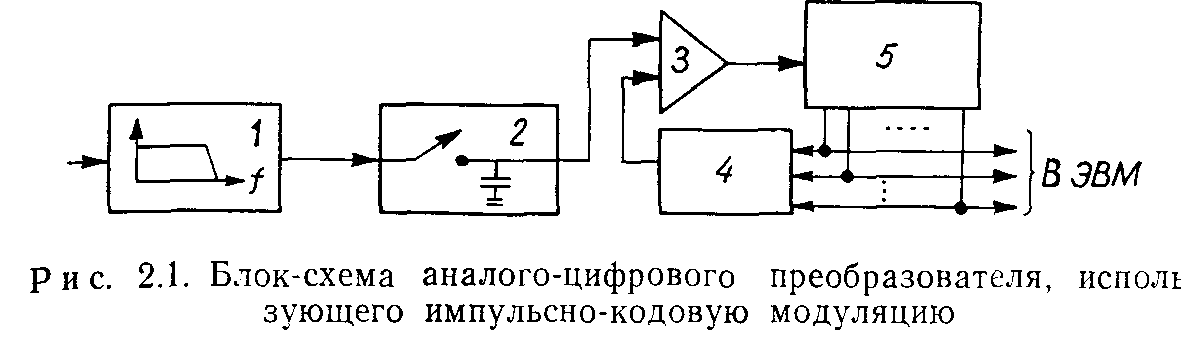 1
f
2
3
4
5
В ЭВМ
Рис. 2.1. Блок-схема аналого-цифрового преобразователя, исполь
зующего импульсно-кодовую модуляцию